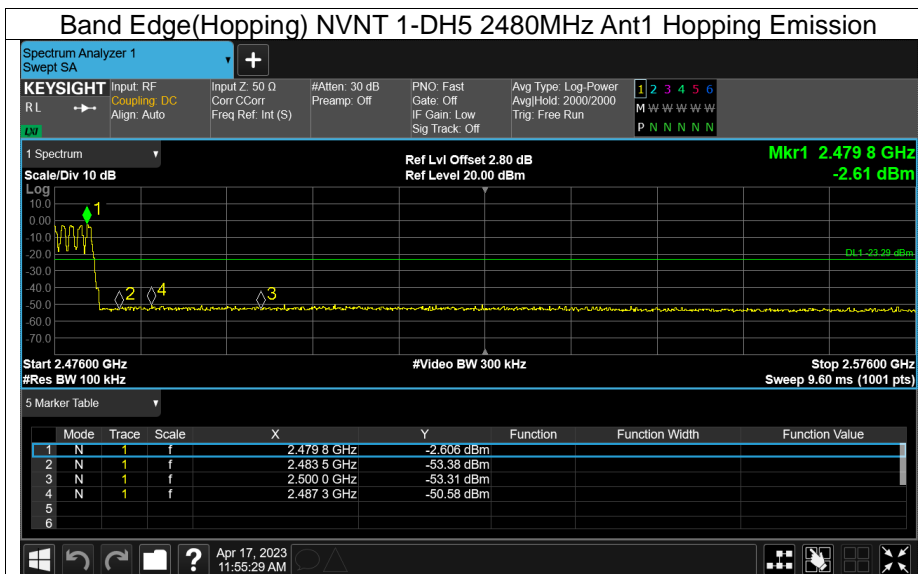 Band Edge(Hopping) NVNT 1-DH5 2480MHz Ant1 Hopping Emission
Spectrum Analyzer 1
Swept SA
+
KEYSIGHT
R L
LXI
Input: RF
Coupling: DC
Align: Auto
Input Z: 50 Ω
Corr CCorr
Freq Ref: Int (S)
#Atten: 30 dB
Preamp: Off
PNO: Fast
Gate: Off
IF Gain: Low
Sig Track: Off
Avg Type: Log-Power
Avg|Hold: 2000/2000
Trig: Free Run
1 2 3 4 5 6
M W W W W W
P N N N N N
1 Spectrum
Scale/Div 10 dB
Ref Lvl Offset 2.80 dB
Ref Level 20.00 dBm
Mkr1 2.479 8 GHz
-2.61 dBm
Log
10.0
0.00
-10.0
-20.0
-30.0
-40.0
-50.0
-60.0
-70.0
1
2
4
3
DL1 -23.29 dBm
Start 2.47600 GHz
#Video BW 300 kHz
Stop 2.57600 GHz
#Res BW 100 kHz
Sweep 9.60 ms (1001 pts)
5 Marker Table
Mode Trace Scale X Y Function Function Width Function Value
1 N 1 f 2.479 8 GHz -2.606 dBm
2 N 1 f 2.483 5 GHz -53.38 dBm
3 N 1 f 2.500 0 GHz -53.31 dBm
4 N 1 f 2.487 3 GHz -50.58 dBm
5
6
?
Apr 17, 2023
11:55:29 AM